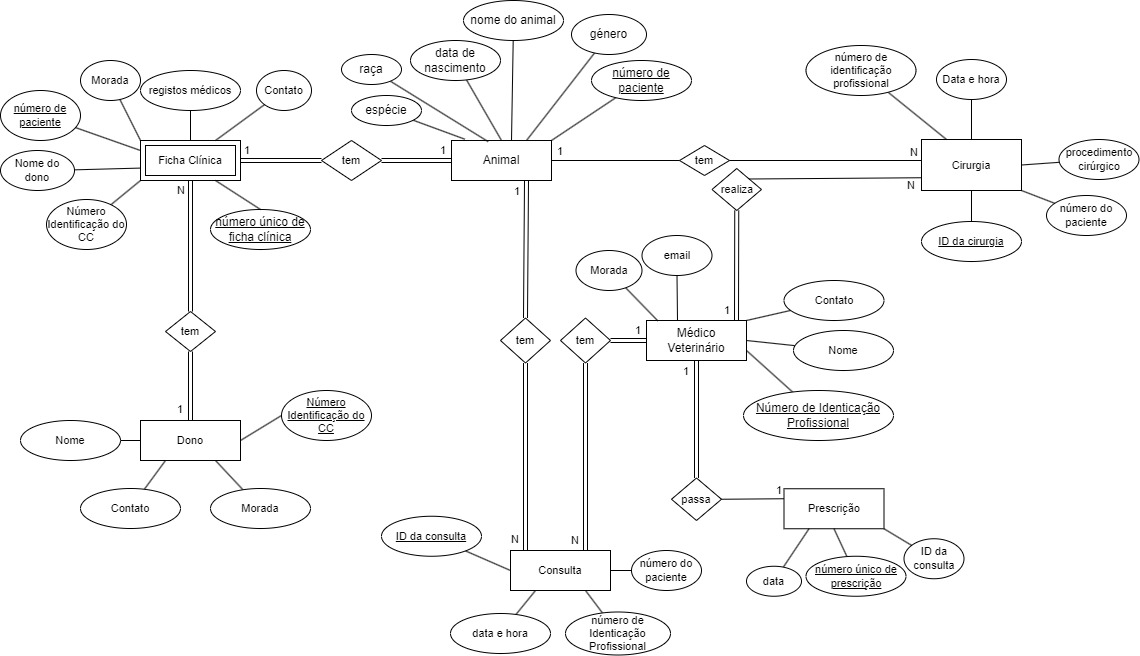 nome do animal
género
data de
nascimento
raça
número de
paciente
espécie
número de
identificação
profissional
Data e hora
Morada
registos médicos
Contato
número de
paciente
Nome do
dono
Número
Identificação do
CC
número único de
ficha clínica
Ficha Clínica
1
tem
1
Animal
1
tem
N
Cirurgia
procedimento
cirúrgico
número do
paciente
ID da cirurgia
N
realiza
N
1
Morada
email
Contato
1
Médico
Veterinário
Nome
Número de Identicação
Profissional
1
1
tem
tem
tem
1
Dono
Nome
Número
Identificação do
CC
Contato
Morada
passa
1
Prescrição
data
número único de
prescrição
ID da
consulta
ID da consulta
N
N
Consulta
número do
paciente
data e hora
número de
Identicação
Profissional